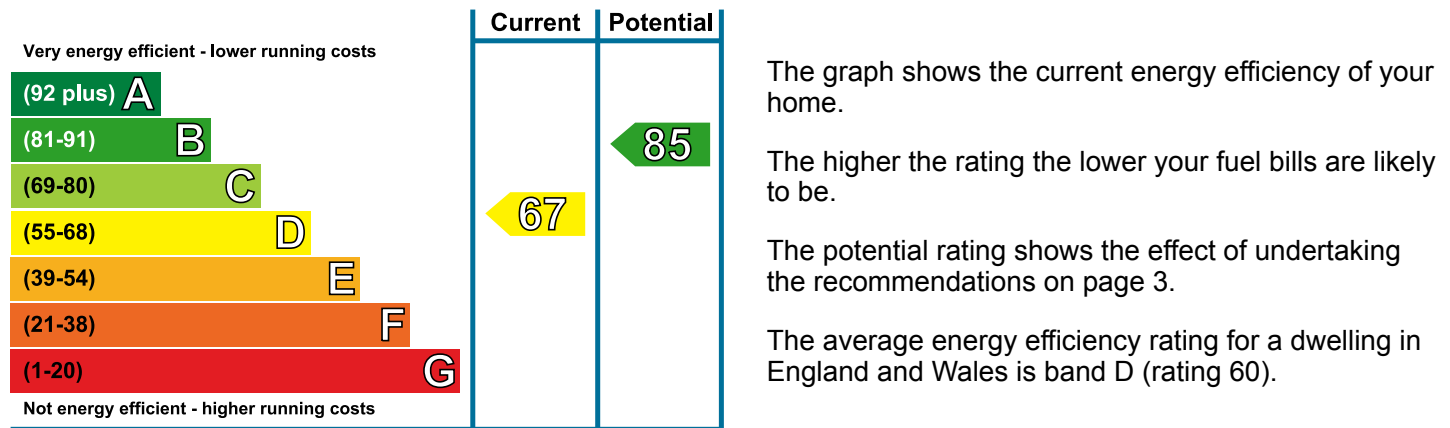 Current Potential
Very energy efficient - lower running costs
(92 plus) A
(81-91) B
(69-80) C
(55-68) D
(39-54) E
(21-38) F
(1-20) G
Not energy efficient - higher running costs
67
85
The graph shows the current energy efficiency of your
home.
The higher the rating the lower your fuel bills are likely
to be.
The potential rating shows the effect of undertaking
the recommendations on page 3.
The average energy efficiency rating for a dwelling in
England and Wales is band D (rating 60).